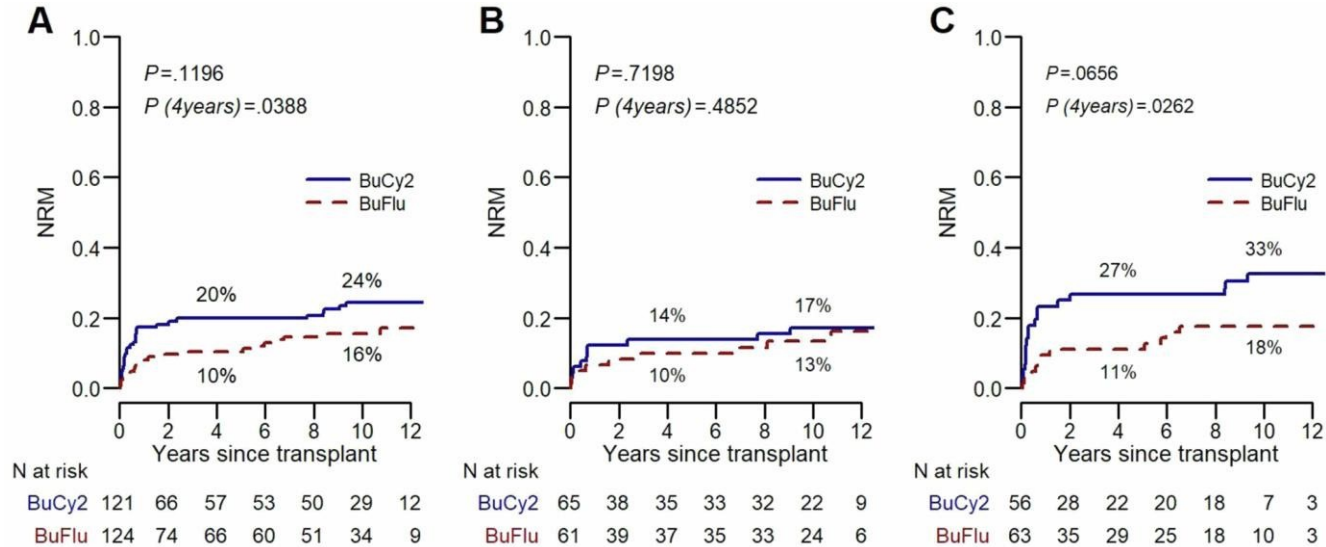 A
1.0
0.8
0.6
0.4
0.2
0.0
NRM
P=.1196
P (4years)=.0388
BuCy2
BuFlu
20%
24%
10%
16%
0 2 4 6 8 10 12
Years since transplant
N at risk
BuCy2 121 66 57 53 50 29 12
BuFlu 124 74 66 60 51 34 9
B
1.0
0.8
0.6
0.4
0.2
0.0
NRM
P=.7198
P (4years)=.4852
BuCy2
BuFlu
14%
17%
10%
13%
0 2 4 6 8 10 12
Years since transplant
N at risk
BuCy2 65 38 35 33 32 22 9
BuFlu 61 39 37 35 33 24 6
C
1.0
0.8
0.6
0.4
0.2
0.0
NRM
P=.0656
P (4years)=.0262
BuCy2
BuFlu
27%
33%
11%
18%
0 2 4 6 8 10 12
Years since transplant
N at risk
BuCy2 56 28 22 20 18 7 3
BuFlu 63 35 29 25 18 10 3